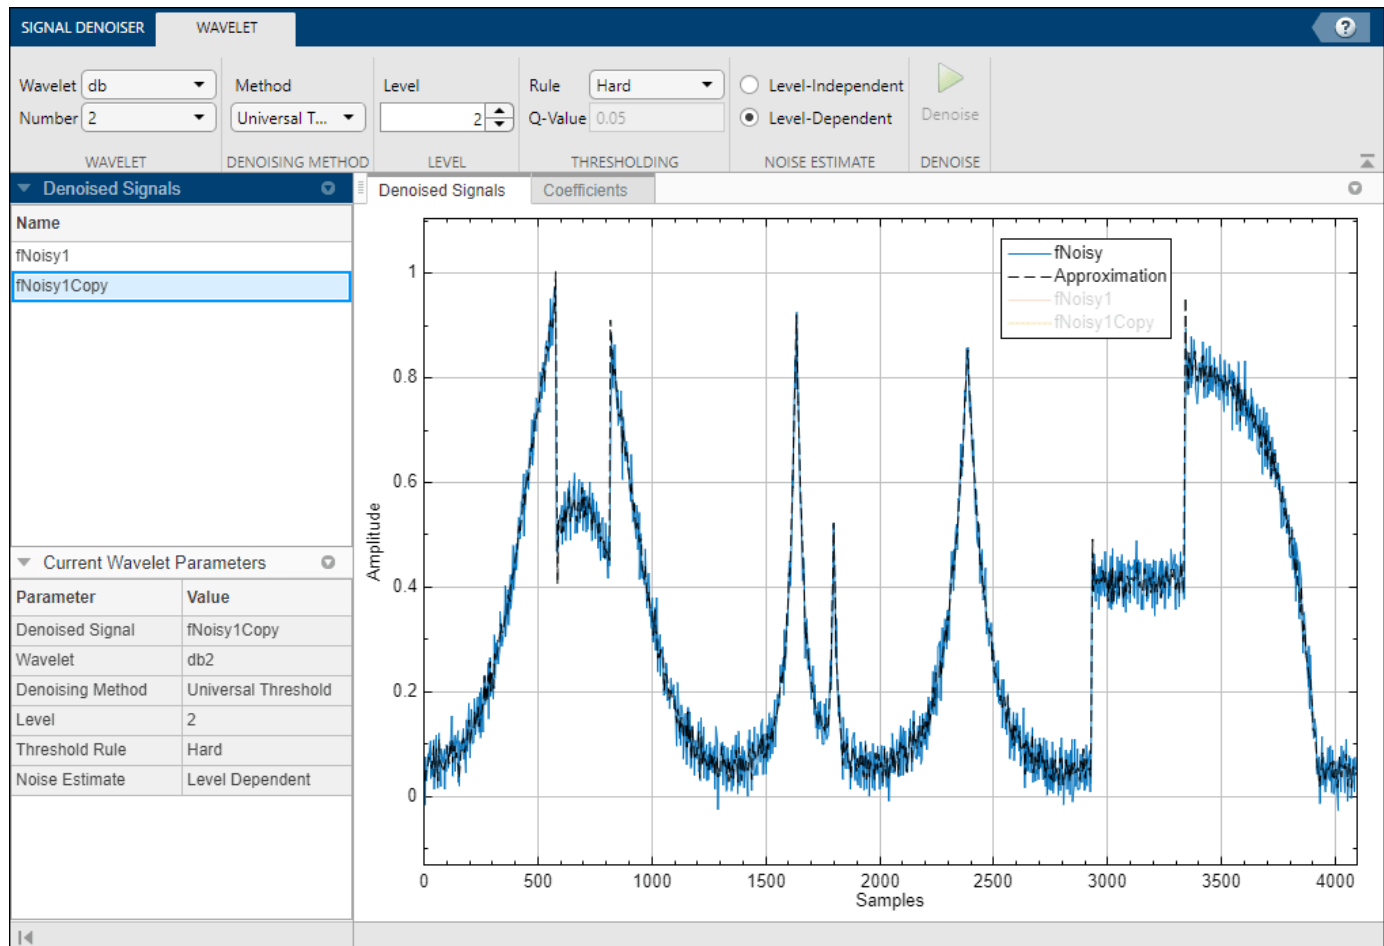 SIGNAL DENOISER WAVELET ?
Wavelet db Method Level Rule Hard Level-Independent
Number 2 Universal T... 2 Q-Value 0.05 Level-Dependent Denoise
WAVELET DENOISING METHOD LEVEL THRESHOLDING NOISE ESTIMATE DENOISE
Denoised Signals
Name
fNoisy1
fNoisy1Copy
Current Wavelet Parameters
Parameter Value
Denoised Signal fNoisy1Copy
Wavelet db2
Denoising Method Universal Threshold
Level 2
Threshold Rule Hard
Noise Estimate Level Dependent
Denoised Signals Coefficients
fNoisy
Approximation
fNoisy1
fNoisy1Copy
1
0.8
0.6
0.4
0.2
0
Amplitude
0 500 1000 1500 2000 2500 3000 3500 4000
Samples